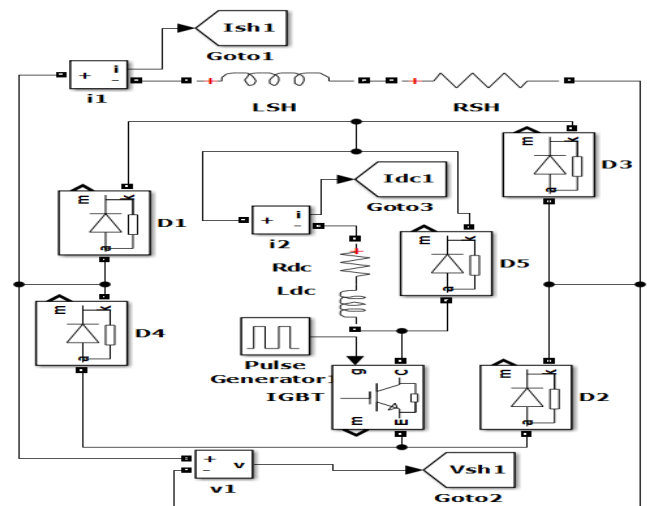 Ish1
Goto1
+
i
-
i1
LSH
RSH
m
k
a
D3
Idc1
Goto3
m
k
a
D1
+
i
-
i2
m
k
a
D5
Rdc
Ldc
m
k
a
D4
Pulse
Generator1
IGBT
g
C
m
E
m
k
a
D2
+
-
v
v1
Vsh1
Goto2